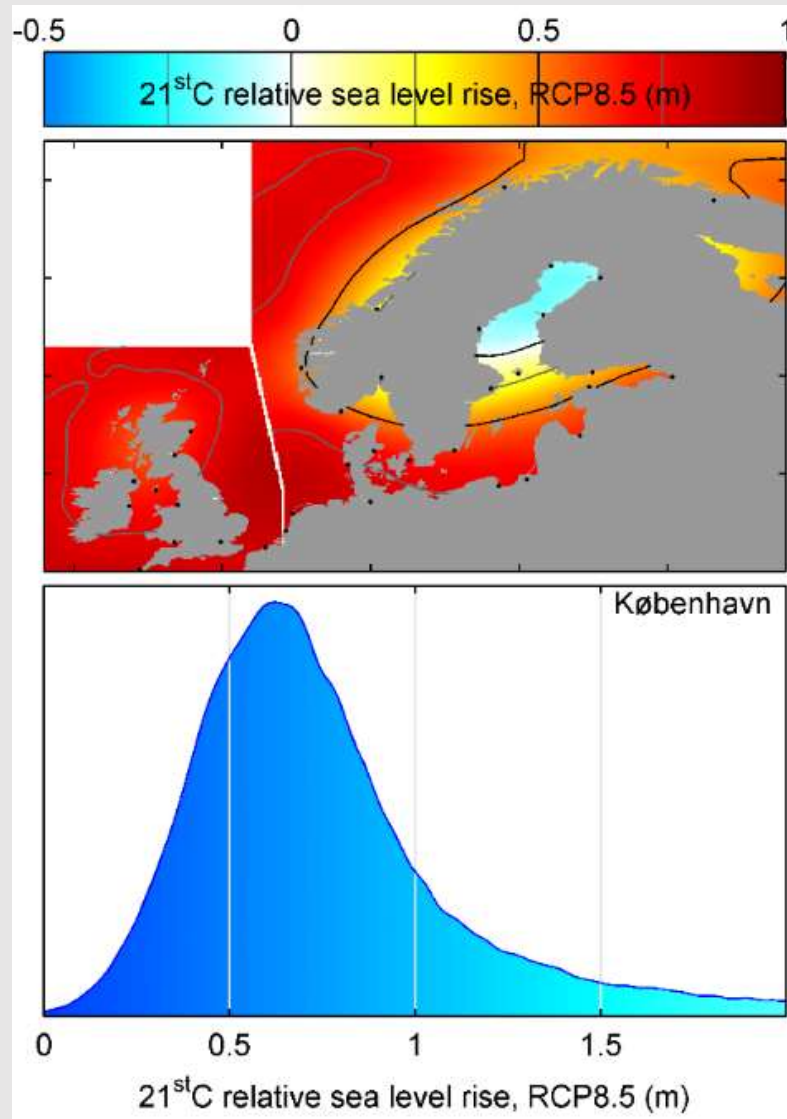 -0.5 0 0.5 1
21stC relative sea level rise, RCP8.5 (m)
København
0 0.5 1 1.5
21stC relative sea level rise, RCP8.5 (m)